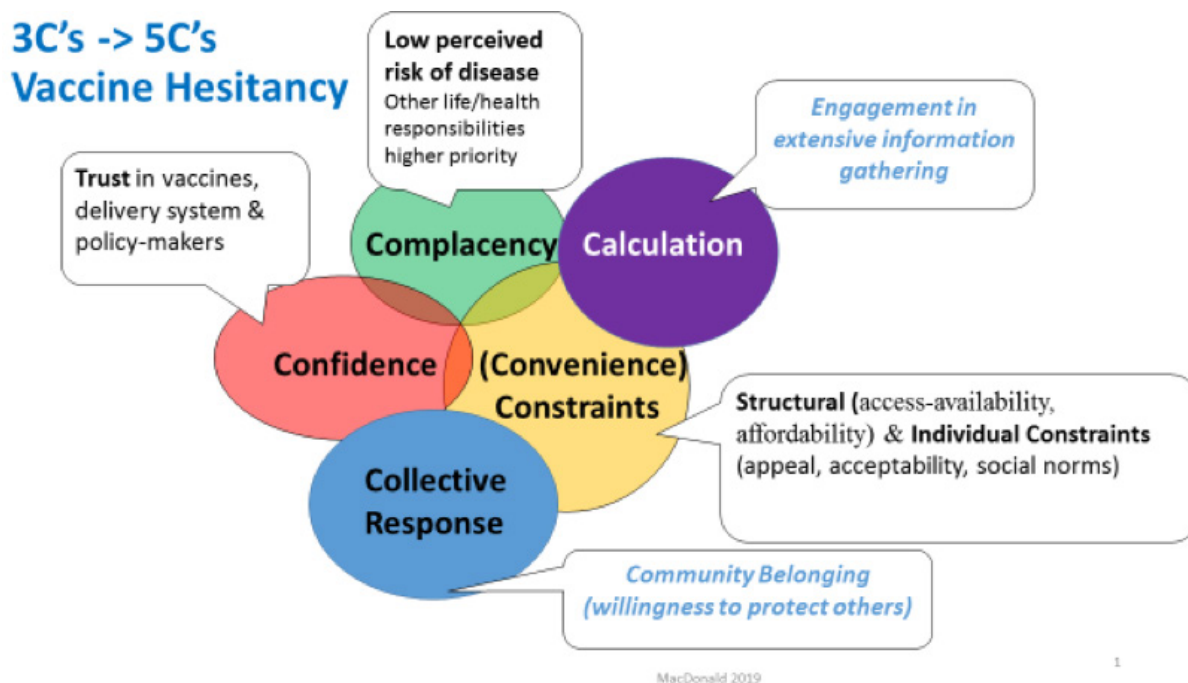 3C's -> 5C's
Vaccine Hesitancy
Low perceived
risk of disease
Other life/health
responsibilities
higher priority
Engagement in
extensive information
gathering
Trust in vaccines,
delivery system &
policy-makers
Complacency
Calculation
Confidence
(Convenience)
Constraints
Structural (access-availability,
affordability) & Individual Constraints
(appeal, acceptability, social norms)
Collective
Response
Community Belonging
(willingness to protect others)
1
MacDonald 2019